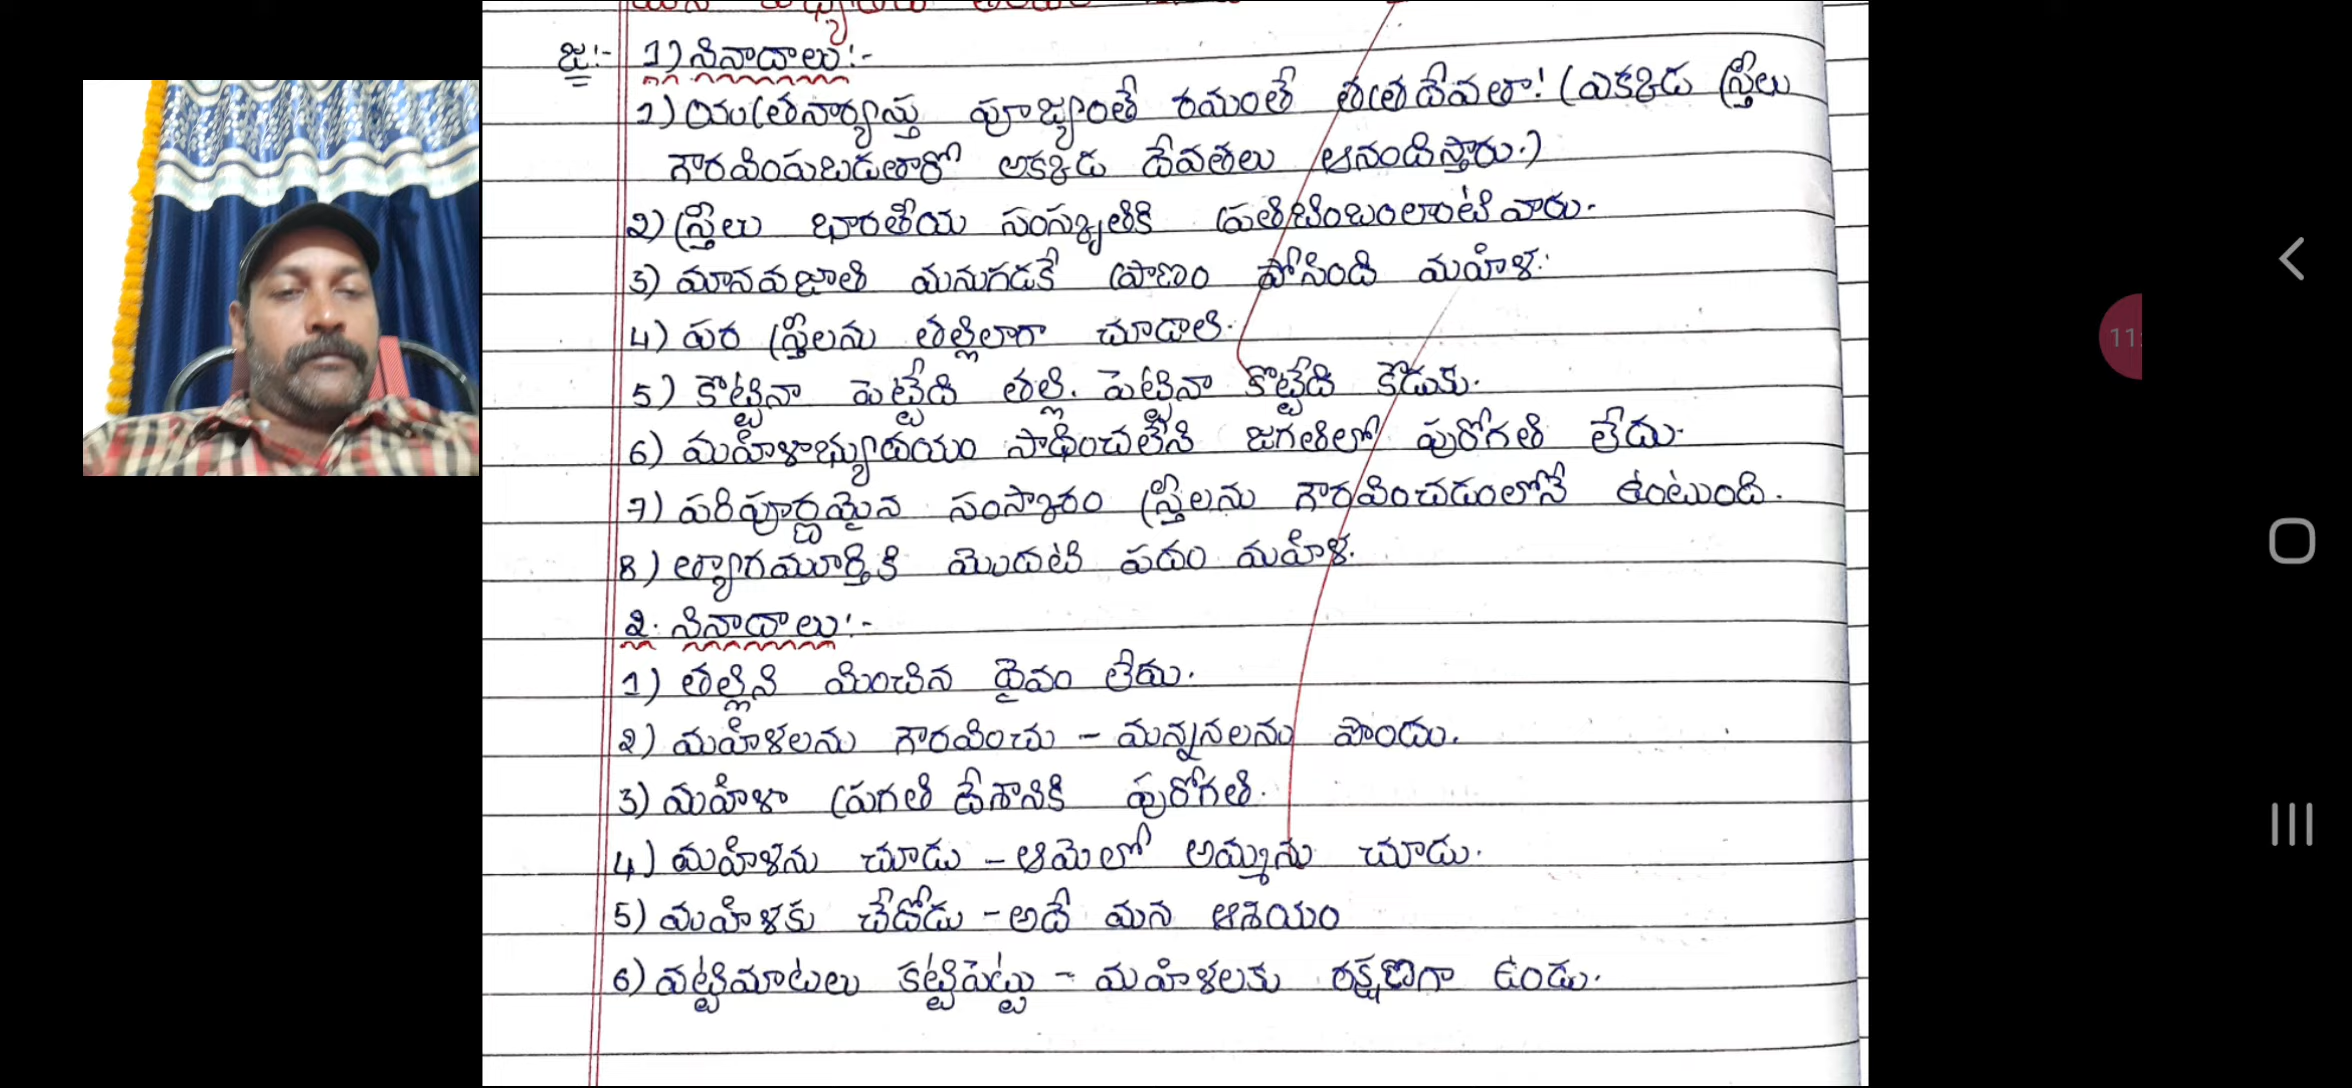 జ:- 1) నినాదాలు:-
1) యత్రనార్యస్తు పూజ్యంతే రమంతే తత్రదేవతా! (ఎక్కడ స్త్రీలు
గౌరవింపబడతారో అక్కడ దేవతలు ఆనందిస్తారు.)
2) స్త్రీలు భారతీయ సంస్కృతికి ప్రతిబింబంలాంటి వారు.
3) మానవజాతి మనుగడకే ప్రాణం పోసింది మహిళ.
4) పర స్త్రీలను తల్లిలాగా చూడాలి.
5) కొట్టినా పెట్టేది తల్లి. పెట్టినా కొట్టేది కొడుకు.
6) మహిళాభ్యుదయం సాధించలేని జగతిలో పురోగతి లేదు.
7) పరిపూర్ణమైన సంస్కారం స్త్రీలను గౌరవించడంలోనే ఉంటుంది.
8) త్యాగమూర్తికి మొదటి పదం మహిళ.
2. నినాదాలు:-
1) తల్లిని మించిన దైవం లేదు.
2) మహిళలను గౌరవించు - మన్ననలను పొందు.
3) మహిళా ప్రగతి దేశానికి పురోగతి.
4) మహిళను చూడు - ఆమెలో అమ్మను చూడు.
5) మహిళకు చేదోడు - అదే మన ఆశయం
6) వట్టిమాటలు కట్టిపెట్టు - మహిళలకు రక్షణగా ఉండు.